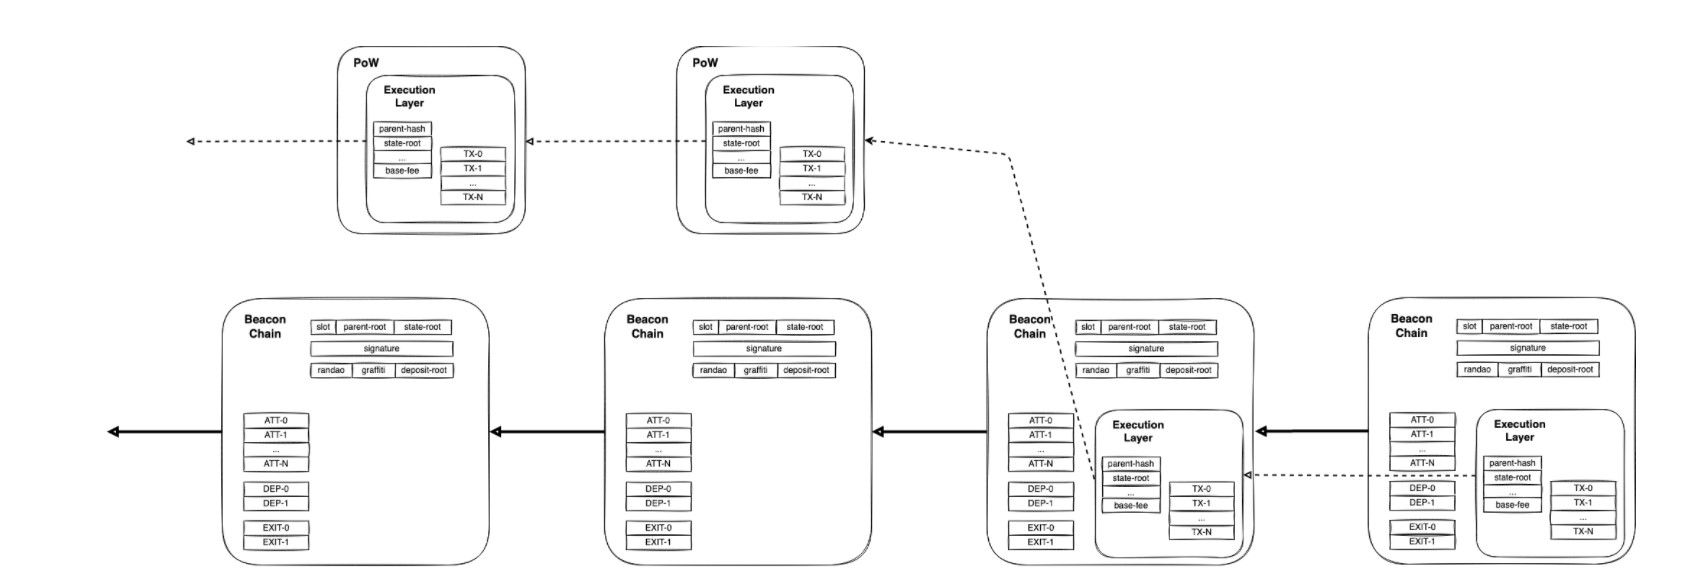 PoW
Execution
Layer
parent-hash
state-root
...
base-fee
TX-0
TX-1
...
TX-N
PoW
Execution
Layer
parent-hash
state-root
...
base-fee
TX-0
TX-1
...
TX-N
Beacon
Chain
slot parent-root state-root
signature
randao graffiti deposit-root
ATT-0
ATT-1
...
ATT-N
DEP-0
DEP-1
EXIT-0
EXIT-1
Beacon
Chain
slot parent-root state-root
signature
randao graffiti deposit-root
ATT-0
ATT-1
...
ATT-N
DEP-0
DEP-1
EXIT-0
EXIT-1
Beacon
Chain
slot parent-root state-root
signature
randao graffiti deposit-root
ATT-0
ATT-1
...
ATT-N
DEP-0
DEP-1
EXIT-0
EXIT-1
Execution
Layer
parent-hash
state-root
...
base-fee
TX-0
TX-1
...
TX-N
Beacon
Chain
slot parent-root state-root
signature
randao graffiti deposit-root
ATT-0
ATT-1
...
ATT-N
DEP-0
DEP-1
EXIT-0
EXIT-1
Execution
Layer
parent-hash
state-root
...
base-fee
TX-0
TX-1
...
TX-N